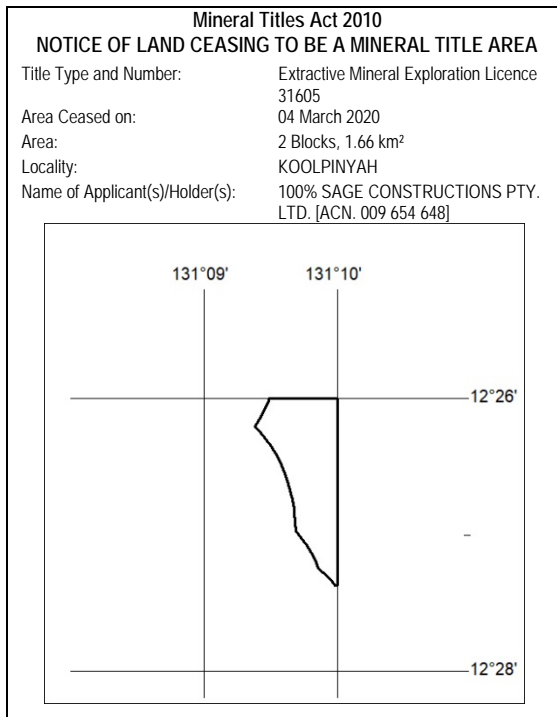 Mineral Titles Act 2010
NOTICE OF LAND CEASING TO BE A MINERAL TITLE AREA
Title Type and Number: Extractive Mineral Exploration Licence
31605
Area Ceased on: 04 March 2020
Area: 2 Blocks, 1.66 km²
Locality: KOOLPINYAH
Name of Applicant(s)/Holder(s): 100% SAGE CONSTRUCTIONS PTY.
LTD. [ACN. 009 654 648]
131°09' 131°10'
12°26'
12°28'